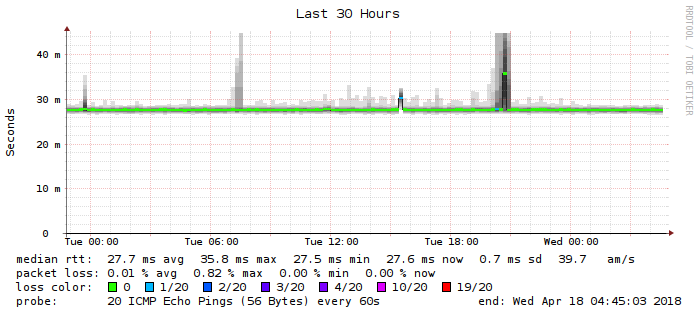 Last 30 Hours
RRDTOOL / TOBI OETIKER
Seconds
40 m
30 m
20 m
10 m
0
Tue 00:00 Tue 06:00 Tue 12:00 Tue 18:00 Wed 00:00
median rtt: 27.7 ms avg 35.8 ms max 27.5 ms min 27.6 ms now 0.7 ms sd 39.7 am/s
packet loss: 0.01 % avg 0.82 % max 0.00 % min 0.00 % now
loss color: 0 1/20 2/20 3/20 4/20 10/20 19/20
probe: 20 ICMP Echo Pings (56 Bytes) every 60s end: Wed Apr 18 04:45:03 2018